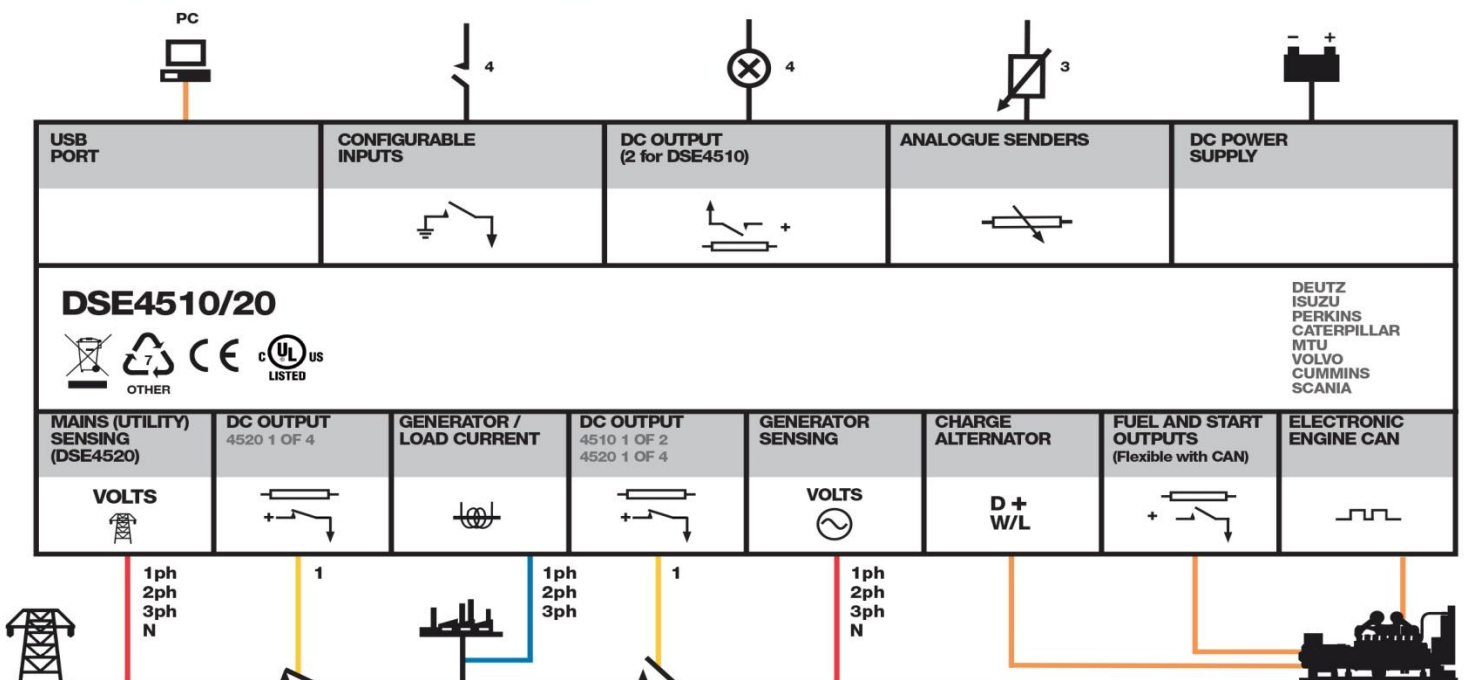 PC
4
4
3
- +
USB
PORT
CONFIGURABLE
INPUTS
DC OUTPUT
(2 for DSE4510)
ANALOGUE SENDERS
DC POWER
SUPPLY
+
DSE4510/20
7
OTHER
CE
C UL US
LISTED
DEUTZ
ISUZU
PERKINS
CATERPILLAR
MTU
VOLVO
CUMMINS
SCANIA
MAINS (UTILITY)
SENSING
(DSE4520)
VOLTS
DC OUTPUT
4520 1 OF 4
+
GENERATOR /
LOAD CURRENT
DC OUTPUT
4510 1 OF 2
4520 1 OF 4
+
GENERATOR
SENSING
VOLTS
CHARGE
ALTERNATOR
D +
W/L
FUEL AND START
OUTPUTS
(Flexible with CAN)
+
ELECTRONIC
ENGINE CAN
1ph
2ph
3ph
N
1
1ph
2ph
3ph
1
1ph
2ph
3ph
N